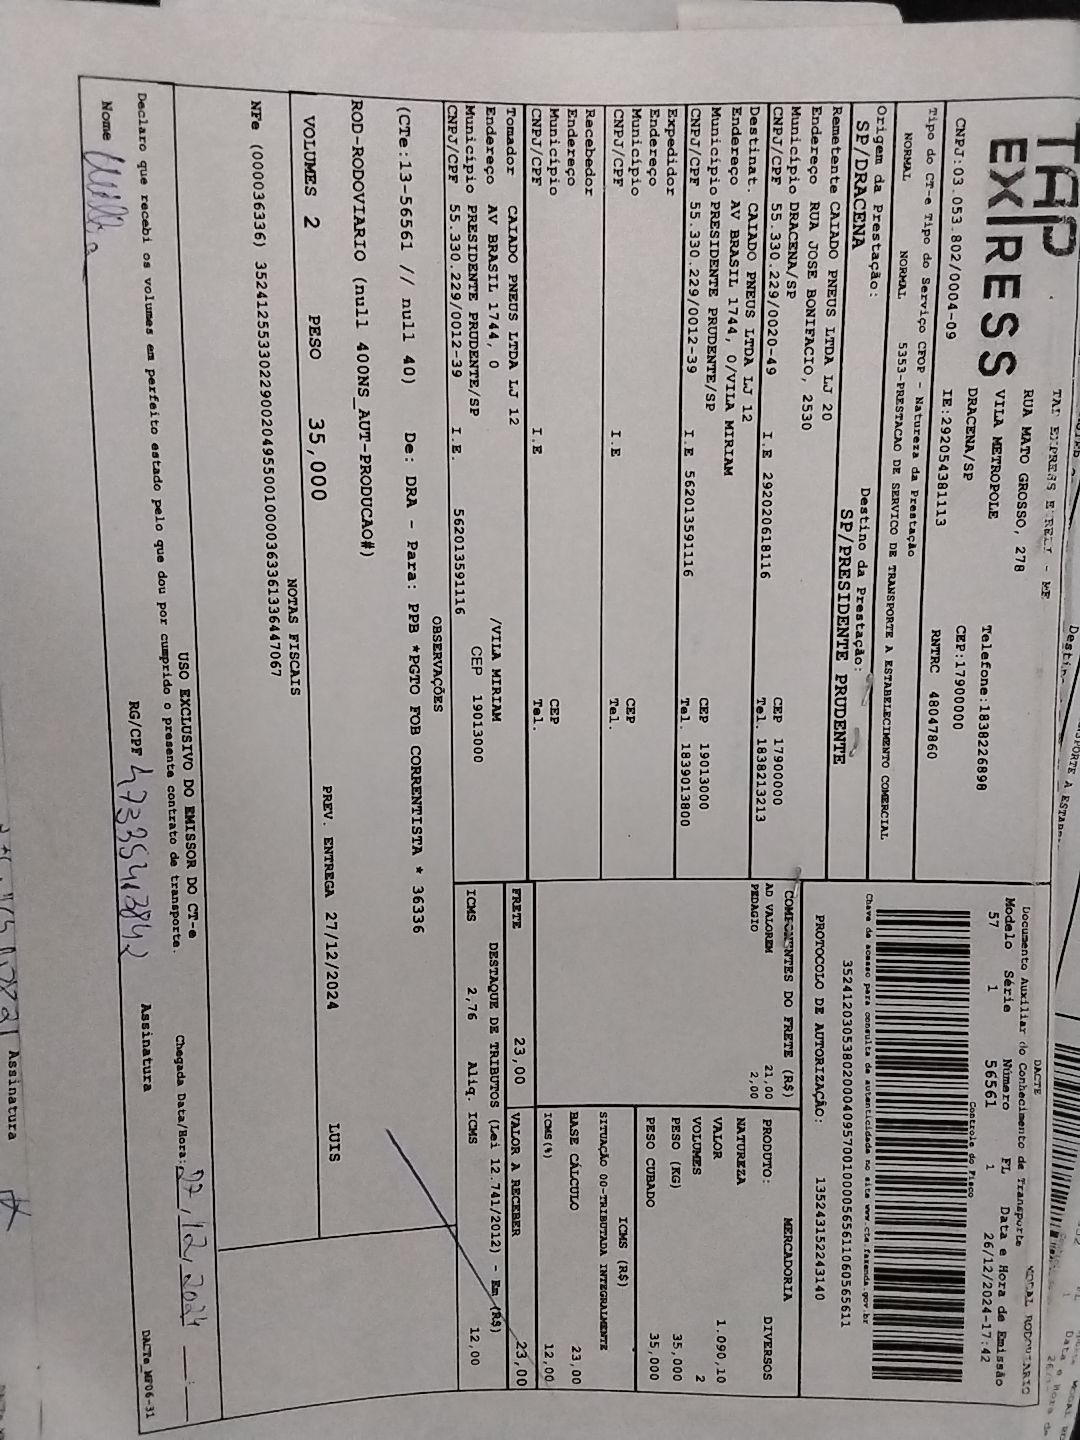 TAP
EX|RESS
TAP EXPRESS EIRELI - ME
RUA MATO GROSSO, 278
VILA METROPOLE
DRACENA/SP
Telefone:1838226898
CEP:17900000
CNPJ:03.053.802/0004-09 IE:292054381113 RNTRC 48047860
Tipo do CT-e Tipo do Serviço CFOP - Natureza da Prestação
NORMAL NORMAL 5353-PRESTACAO DE SERVICO DE TRANSPORTE A ESTABELECIMENTO COMERCIAL
Origem da Prestação: Destino da Prestação:
SP/DRACENA SP/PRESIDENTE PRUDENTE
Remetente CAIADO PNEUS LTDA LJ 20
Endereço RUA JOSE BONIFACIO, 2530
Município DRACENA/SP CEP 17900000
CNPJ/CPF 55.330.229/0020-49 I.E 292020618116 Tel. 1838213213
Destinat. CAIADO PNEUS LTDA LJ 12
Endereço AV BRASIL 1744, 0/VILA MIRIAM
Município PRESIDENTE PRUDENTE/SP CEP 19013000
CNPJ/CPF 55.330.229/0012-39 I.E 562013591116 Tel. 1839013800
Expedidor
Endereço
Município CEP
CNPJ/CPF I.E Tel.
Recebedor
Endereço
Município CEP
CNPJ/CPF I.E Tel.
Tomador CAIADO PNEUS LTDA LJ 12
Endereço AV BRASIL 1744, 0 /VILA MIRIAM
Município PRESIDENTE PRUDENTE/SP CEP 19013000
CNPJ/CPF 55.330.229/0012-39 I.E. 562013591116
DACTE
Documento Auxiliar do Conhecimento de Transporte
MODAL RODOVIARIO
Modelo Série Número FL Data e Hora de Emissão
57 1 56561 1 26/12/2024-17:42
Controle do Fisco
35241203053802000409570010000565611060565611
Chave de acesso para consulta de autenticidade no site www.cte.fazenda.gov.br
PROTOCOLO DE AUTORIZAÇÃO: 135243152243140
COMPONENTES DO FRETE (R$)
AD VALOREM 21,00
PEDAGIO 2,00
FRETE 23,00
MERCADORIA
PRODUTO: DIVERSOS
NATUREZA
VALOR 1.090,10
VOLUMES 2
PESO (KG) 35,000
PESO CUBADO 35,000
ICMS (R$)
SITUAÇÃO 00-TRIBUTADA INTEGRALMENTE
BASE CÁLCULO 23,00
ICMS(%) 12,00
VALOR A RECEBER 23,00
DESTAQUE DE TRIBUTOS (Lei 12.741/2012) - Em (R$)
ICMS 2,76 Aliq. ICMS 12,00
OBSERVAÇÕES
(CTe:13-56561 // null 40) De: DRA - Para: PPB *PGTO FOB CORRENTISTA * 36336
ROD-RODOVIARIO (null 400NS_AUT-PRODUCAO#)
VOLUMES 2 PESO 35,000 PREV. ENTREGA 27/12/2024 LUIS
NOTAS FISCAIS
NFe (000036336) 35241255330229002049550010000363361336447067
USO EXCLUSIVO DO EMISSOR DO CT-e
Declaro que recebi os volumes em perfeito estado pelo que dou por cumprido o presente contrato de transporte.
Chegada Data/Hora: 27/12/2024
Nome RG/CPF 47335413842 Assinatura
DACTe_MF06-31
Assinatura